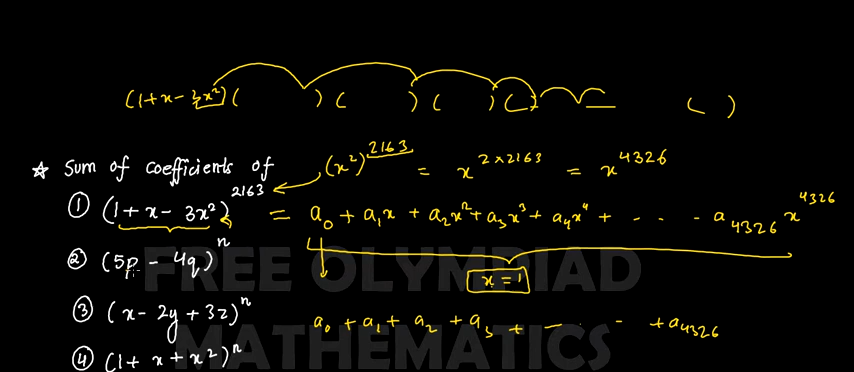 (1+x-3x²)( ) ( ) ( ) ( ) ( )
☆ Sum of coefficients of (x²)^2163 = x^2×2163 = x^4326
① (1 + x - 3x²)^2163 = a₀ + a₁x + a₂x² + a₃x³ + a₄x⁴ + . . . . a₄₃₂₆ x^4326
② (5p - 4q)^n
x = 1
③ (x - 2y + 3z)^n
a₀ + a₁ + a₂ + a₃ + - . . - + a₄₃₂₆
④ (1 + x + x²)^n
FREE OLYMPIAD
MATHEMATICS